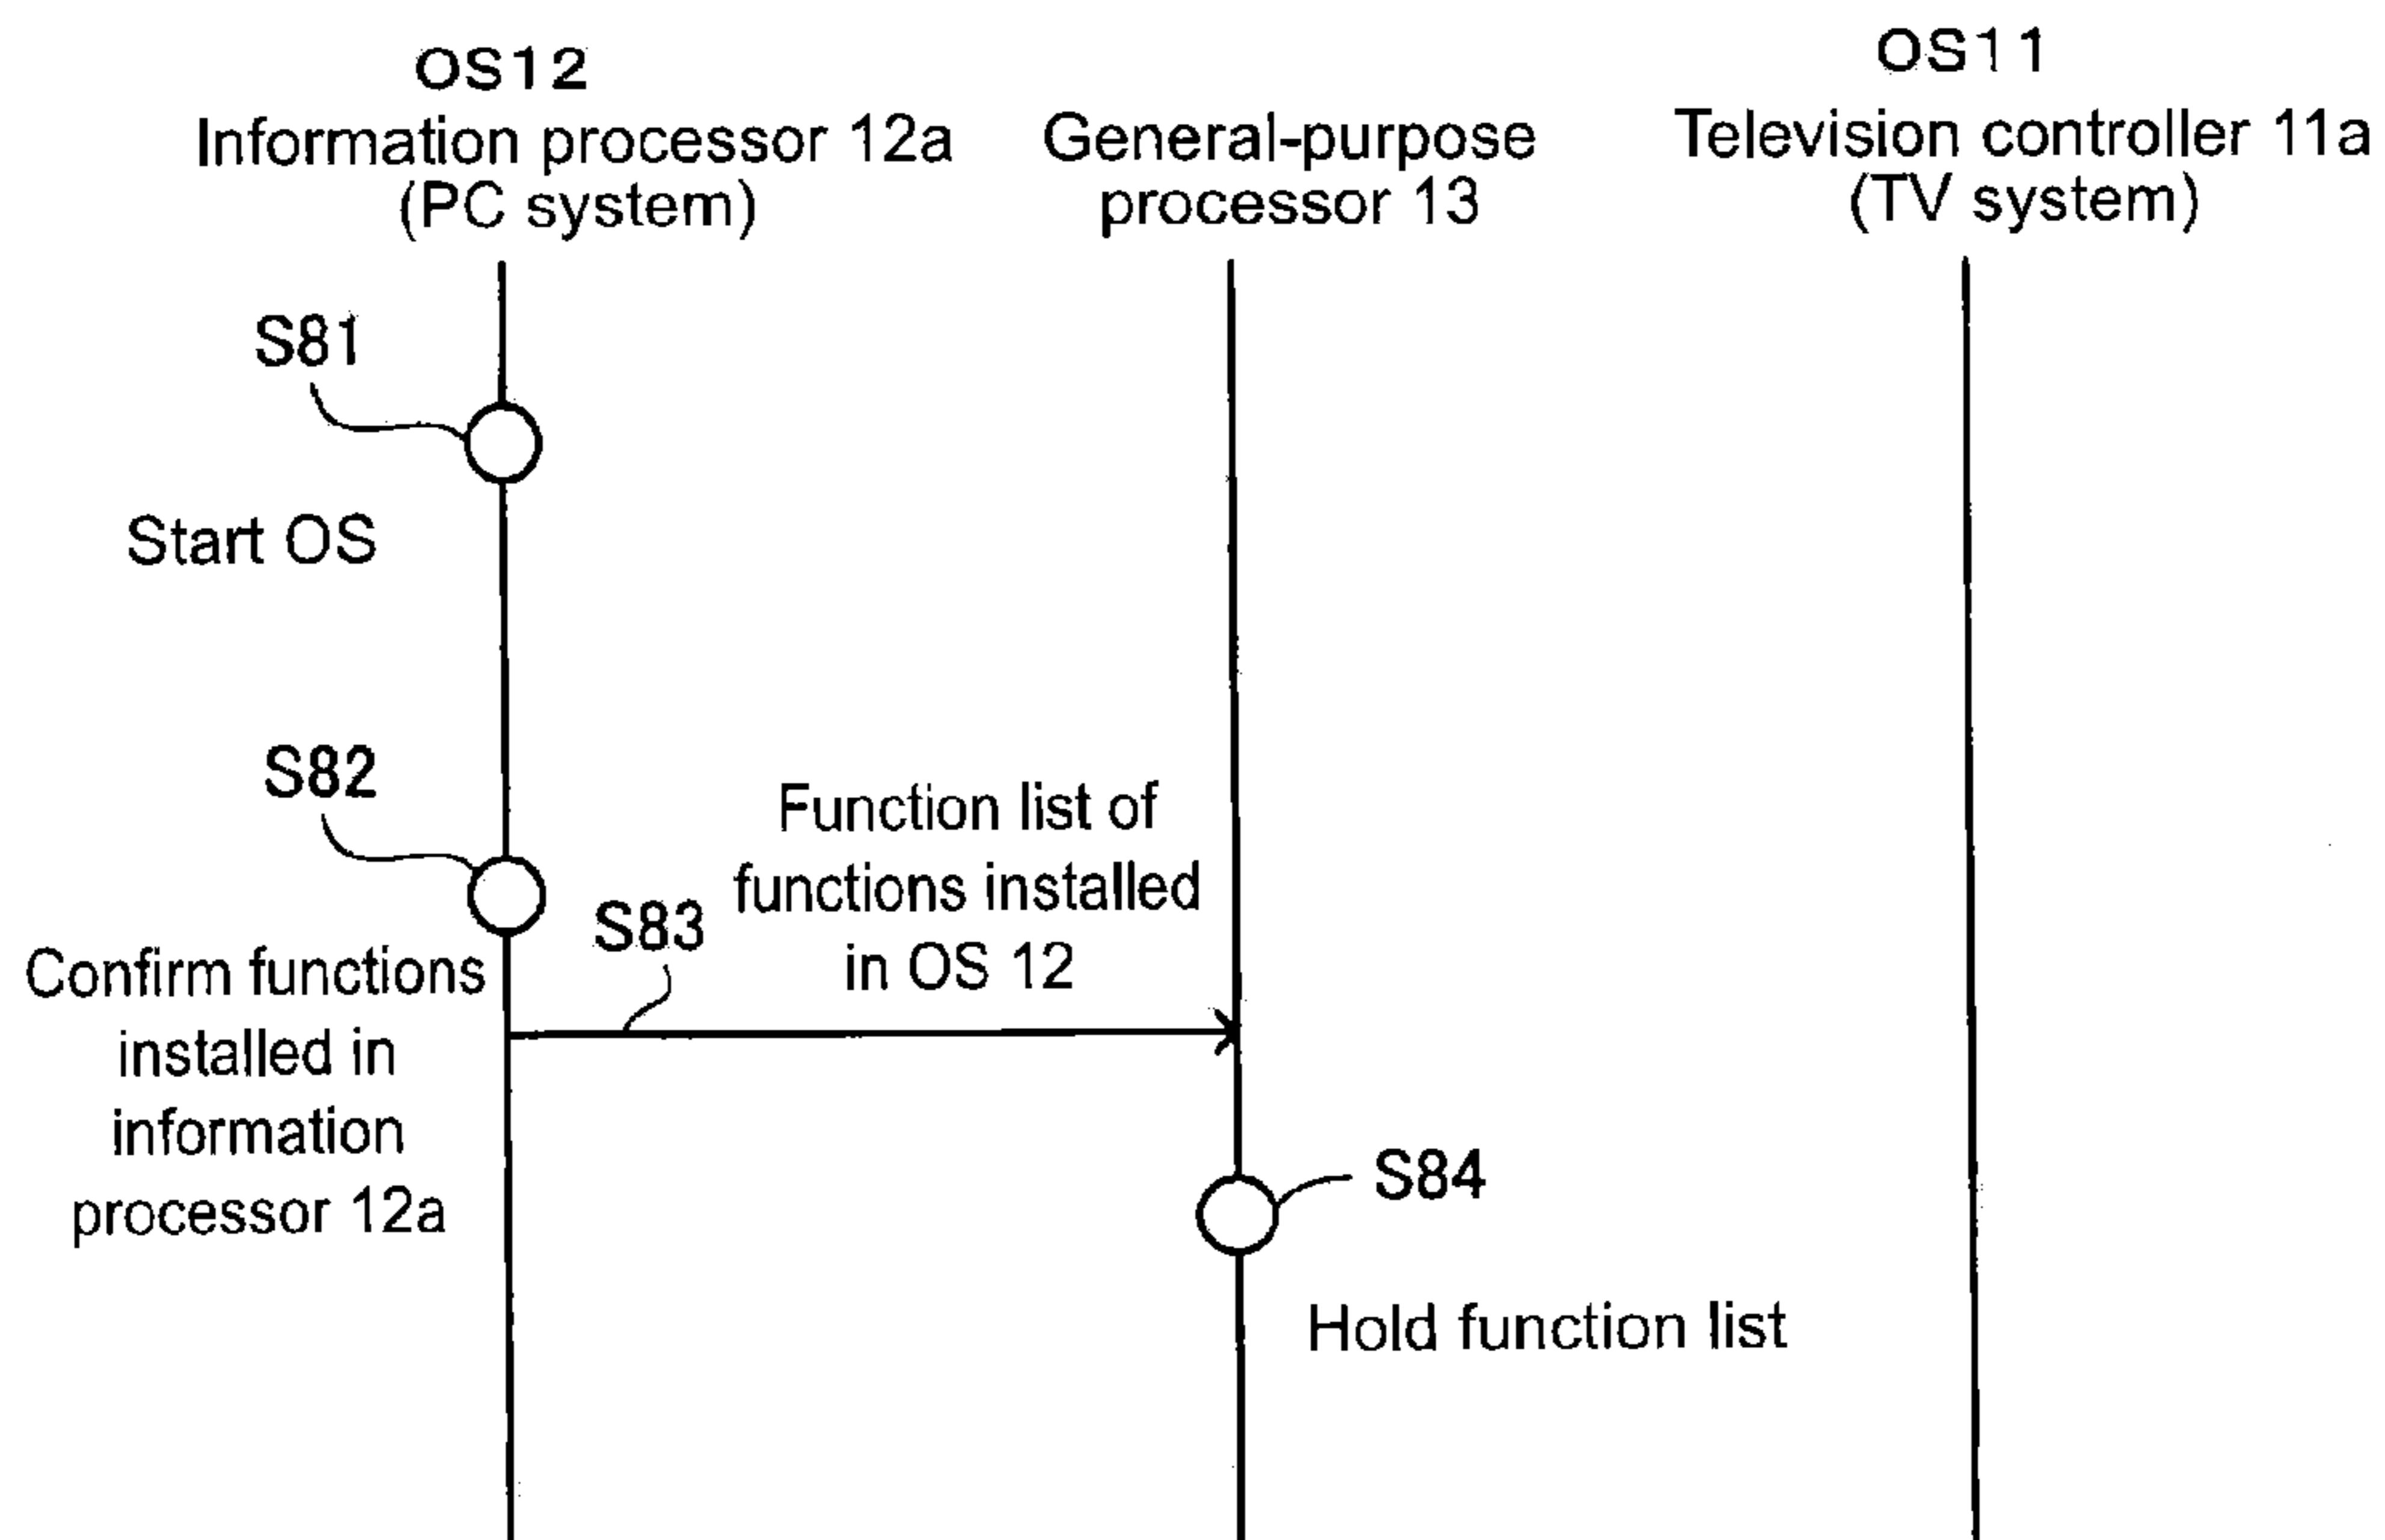 OS12
Information processor 12a
(PC system)
General-purpose
processor 13
OS11
Television controller 11a
(TV system)
S81
Start OS
S82
Confirm functions
installed in
information
processor 12a
S83
Function list of
functions installed
in OS 12
S84
Hold function list